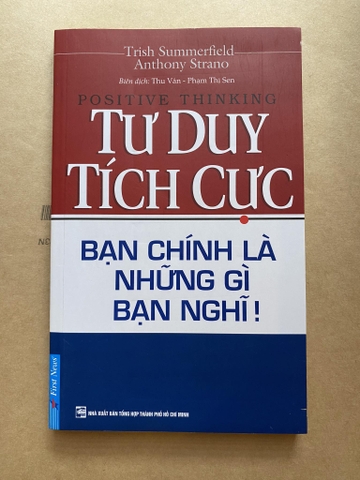 Trish Summerfield
Anthony Strano
Biên dịch: Thu Vân - Phạm Thị Sen
POSITIVE THINKING
TƯ DUY
TÍCH CỰC
BẠN CHÍNH LÀ
NHỮNG GÌ
BẠN NGHĨ!
First News
NHÀ XUẤT BẢN TỔNG HỢP THÀNH PHỐ HỒ CHÍ MINH